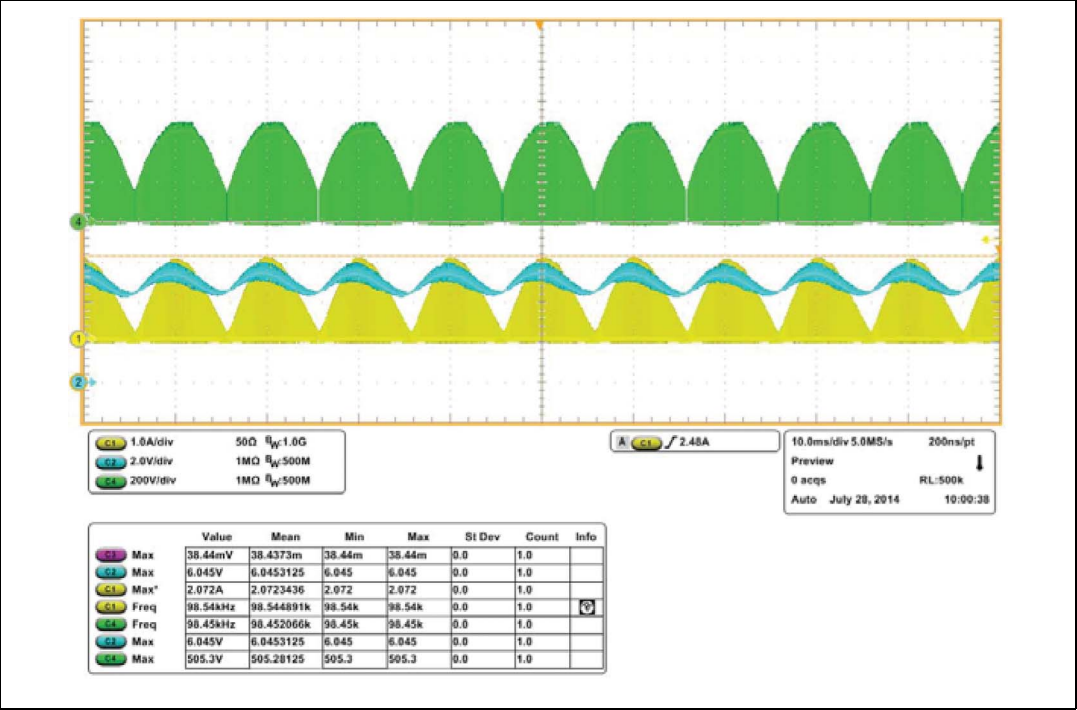 4
1
2
C1 1.0A/div 50Ω BW:1.0G
C2 2.0V/div 1MΩ BW:500M
C4 200V/div 1MΩ BW:500M
A C1 2.48A
10.0ms/div 5.0MS/s 200ns/pt
Preview
0 acqs RL:500k
Auto July 28, 2014 10:00:38
Value Mean Min Max St Dev Count Info
C3 Max 38.44mV 38.4373m 38.44m 38.44m 0.0 1.0
C2 Max 6.045V 6.0453125 6.045 6.045 0.0 1.0
C1 Max* 2.072A 2.0723436 2.072 2.072 0.0 1.0
C1 Freq 98.54kHz 98.544891k 98.54k 98.54k 0.0 1.0
C4 Freq 98.45kHz 98.452066k 98.45k 98.45k 0.0 1.0
C2 Max 6.045V 6.0453125 6.045 6.045 0.0 1.0
C4 Max 505.3V 505.28125 505.3 505.3 0.0 1.0